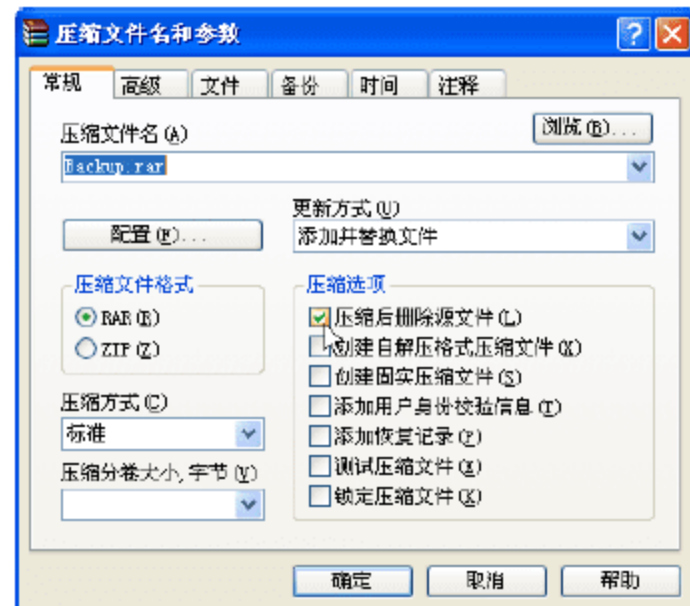 压缩文件名和参数
常规 高级 文件 备份 时间 注释
压缩文件名(A)
浏览(B)...
Backup.rar
更新方式(U)
配置(F)...
添加并替换文件
压缩文件格式
压缩选项
RAR(R)
压缩后删除源文件(L)
ZIP(Z)
创建自解压格式压缩文件(X)
创建固实压缩文件(S)
压缩方式(C)
添加用户身份校验信息(T)
标准
添加恢复记录(P)
压缩分卷大小,字节(V)
测试压缩文件
锁定压缩文件(K)
确定 取消 帮助